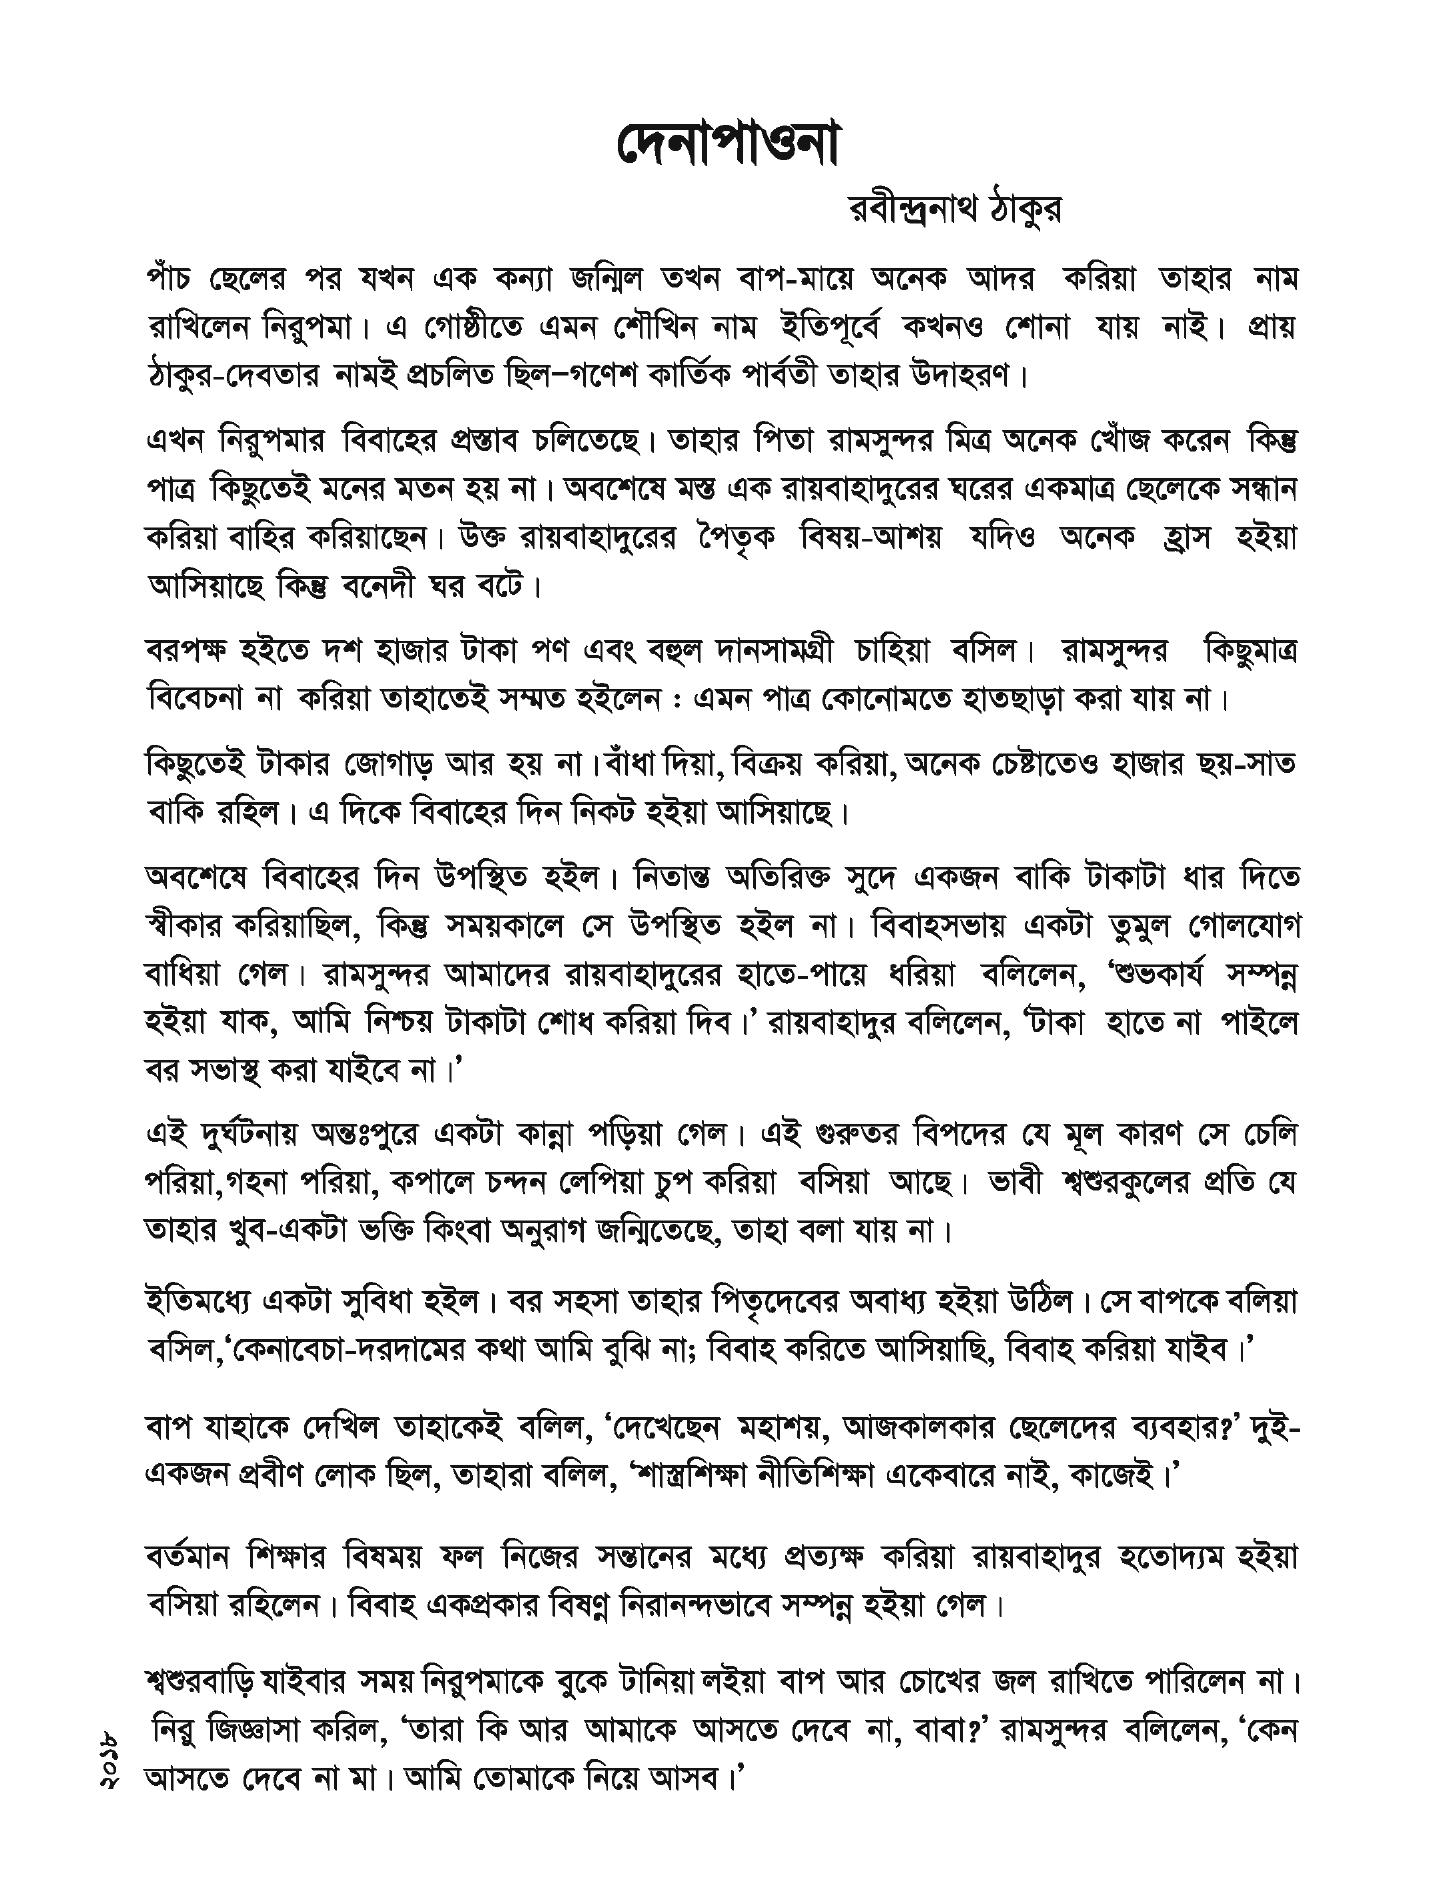 দেনাপাওনা
রবীন্দ্রনাথ ঠাকুর
পাঁচ ছেলের পর যখন এক কন্যা জন্মিল তখন বাপ-মায়ে অনেক আদর করিয়া তাহার নাম
রাখিলেন নিরুপমা। এ গোষ্ঠীতে এমন শৌখিন নাম ইতিপূর্বে কখনও শোনা যায় নাই। প্রায়
ঠাকুর-দেবতার নামই প্রচলিত ছিল–গণেশ কার্তিক পার্বতী তাহার উদাহরণ।
এখন নিরুপমার বিবাহের প্রস্তাব চলিতেছে। তাহার পিতা রামসুন্দর মিত্র অনেক খোঁজ করেন কিন্তু
পাত্র কিছুতেই মনের মতন হয় না। অবশেষে মস্ত এক রায়বাহাদুরের ঘরের একমাত্র ছেলেকে সন্ধান
করিয়া বাহির করিয়াছেন। উক্ত রায়বাহাদুরের পৈতৃক বিষয়-আশয় যদিও অনেক হ্রাস হইয়া
আসিয়াছে কিন্তু বনেদী ঘর বটে।
বরপক্ষ হইতে দশ হাজার টাকা পণ এবং বহুল দানসামগ্রী চাহিয়া বসিল। রামসুন্দর কিছুমাত্র
বিবেচনা না করিয়া তাহাতেই সম্মত হইলেন : এমন পাত্র কোনোমতে হাতছাড়া করা যায় না।
কিছুতেই টাকার জোগাড় আর হয় না। বাঁধা দিয়া, বিক্রয় করিয়া, অনেক চেষ্টাতেও হাজার ছয়-সাত
বাকি রহিল। এ দিকে বিবাহের দিন নিকট হইয়া আসিয়াছে।
অবশেষে বিবাহের দিন উপস্থিত হইল। নিতান্ত অতিরিক্ত সুদে একজন বাকি টাকাটা ধার দিতে
স্বীকার করিয়াছিল, কিন্তু সময়কালে সে উপস্থিত হইল না। বিবাহসভায় একটা তুমুল গোলযোগ
বাধিয়া গেল। রামসুন্দর আমাদের রায়বাহাদুরের হাতে-পায়ে ধরিয়া বলিলেন, ‘শুভকার্য সম্পন্ন
হইয়া যাক, আমি নিশ্চয় টাকাটা শোধ করিয়া দিব।’ রায়বাহাদুর বলিলেন, ‘টাকা হাতে না পাইলে
বর সভাস্থ করা যাইবে না।’
এই দুর্ঘটনায় অন্তঃপুরে একটা কান্না পড়িয়া গেল। এই গুরুতর বিপদের যে মূল কারণ সে চেলি
পরিয়া,গহনা পরিয়া, কপালে চন্দন লেপিয়া চুপ করিয়া বসিয়া আছে। ভাবী শ্বশুরকুলের প্রতি যে
তাহার খুব-একটা ভক্তি কিংবা অনুরাগ জন্মিতেছে, তাহা বলা যায় না।
ইতিমধ্যে একটা সুবিধা হইল। বর সহসা তাহার পিতৃদেবের অবাধ্য হইয়া উঠিল। সে বাপকে বলিয়া
বসিল,‘কেনাবেচা-দরদামের কথা আমি বুঝি না; বিবাহ করিতে আসিয়াছি, বিবাহ করিয়া যাইব।’
বাপ যাহাকে দেখিল তাহাকেই বলিল, ‘দেখেছেন মহাশয়, আজকালকার ছেলেদের ব্যবহার?’ দুই-
একজন প্রবীণ লোক ছিল, তাহারা বলিল, ‘শাস্ত্রশিক্ষা নীতিশিক্ষা একেবারে নাই, কাজেই।’
বর্তমান শিক্ষার বিষময় ফল নিজের সন্তানের মধ্যে প্রত্যক্ষ করিয়া রায়বাহাদুর হতোদ্যম হইয়া
বসিয়া রহিলেন। বিবাহ একপ্রকার বিষণ্ণ নিরানন্দভাবে সম্পন্ন হইয়া গেল।
শ্বশুরবাড়ি যাইবার সময় নিরুপমাকে বুকে টানিয়া লইয়া বাপ আর চোখের জল রাখিতে পারিলেন না।
নিরু জিজ্ঞাসা করিল, ‘তারা কি আর আমাকে আসতে দেবে না, বাবা?’ রামসুন্দর বলিলেন, ‘কেন
আসতে দেবে না মা। আমি তোমাকে নিয়ে আসব।’
২০১৮